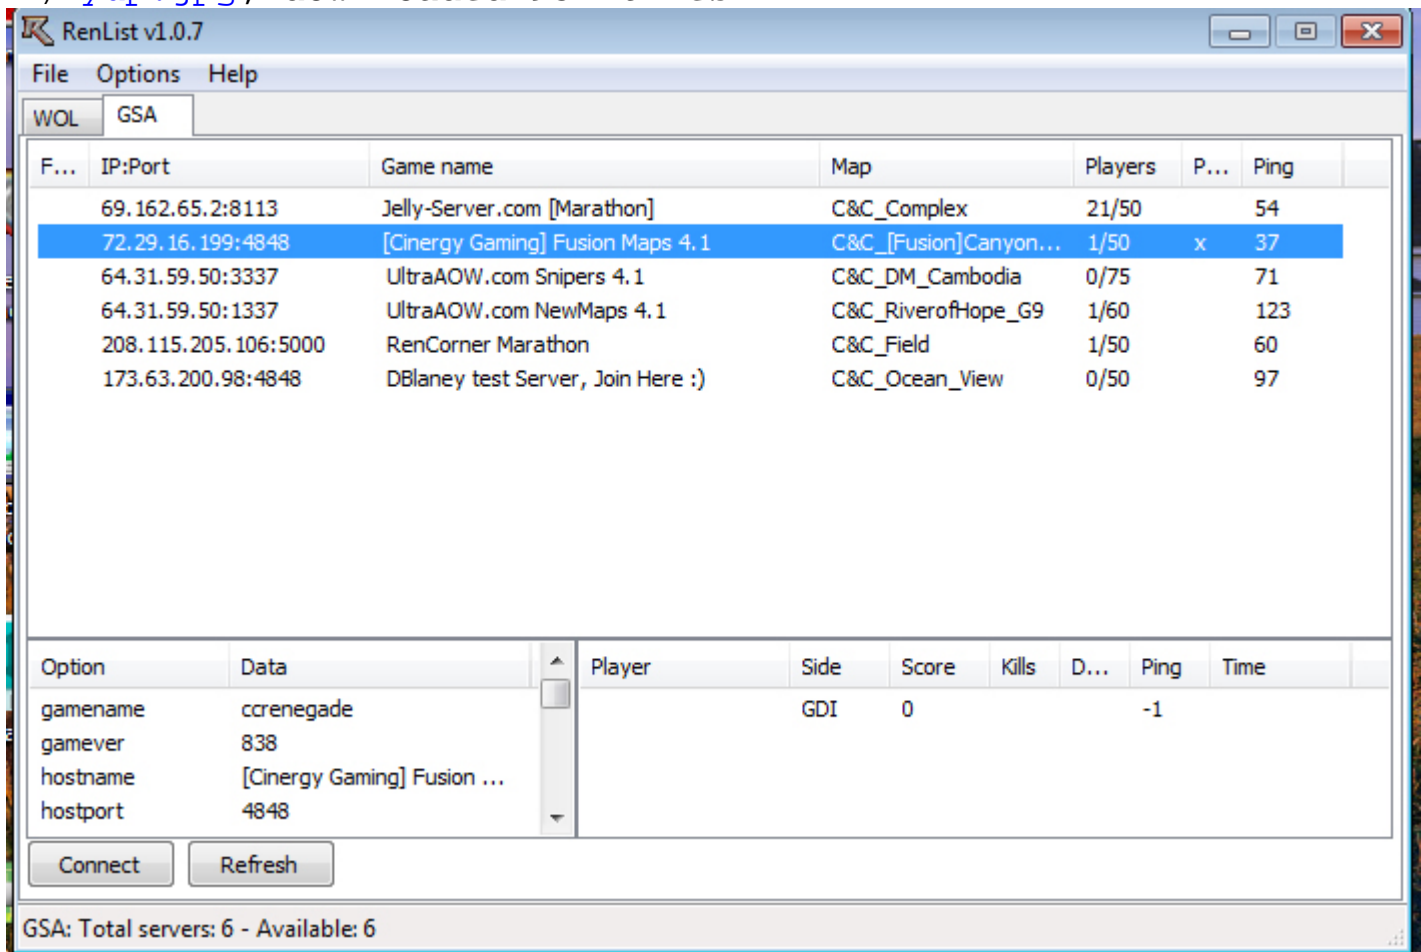 RenList v1.0.7
File Options Help
WOL GSA
F... IP:Port Game name Map Players P... Ping
69.162.65.2:8113 Jelly-Server.com [Marathon] C&C_Complex 21/50 54
72.29.16.199:4848 [Cinergy Gaming] Fusion Maps 4.1 C&C_[Fusion]Canyon... 1/50 x 37
64.31.59.50:3337 UltraAOW.com Snipers 4.1 C&C_DM_Cambodia 0/75 71
64.31.59.50:1337 UltraAOW.com NewMaps 4.1 C&C_RiverofHope_G9 1/60 123
208.115.205.106:5000 RenCorner Marathon C&C_Field 1/50 60
173.63.200.98:4848 DBlaney test Server, Join Here :) C&C_Ocean_View 0/50 97
Option Data Player Side Score Kills D... Ping Time
gamename ccrenegade GDI 0 -1
gamever 838
hostname [Cinergy Gaming] Fusion ...
hostport 4848
Connect Refresh
GSA: Total servers: 6 - Available: 6